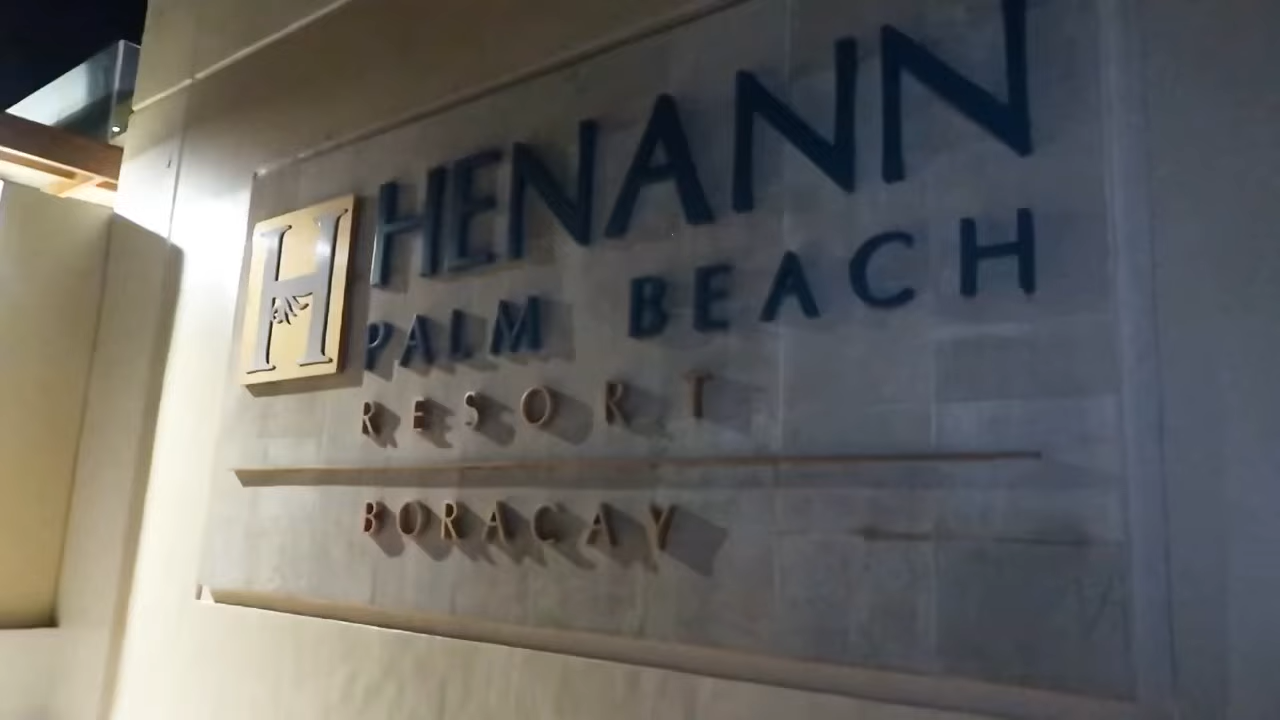 H
HENANN
PALM BEACH
RESORT
BORACAY